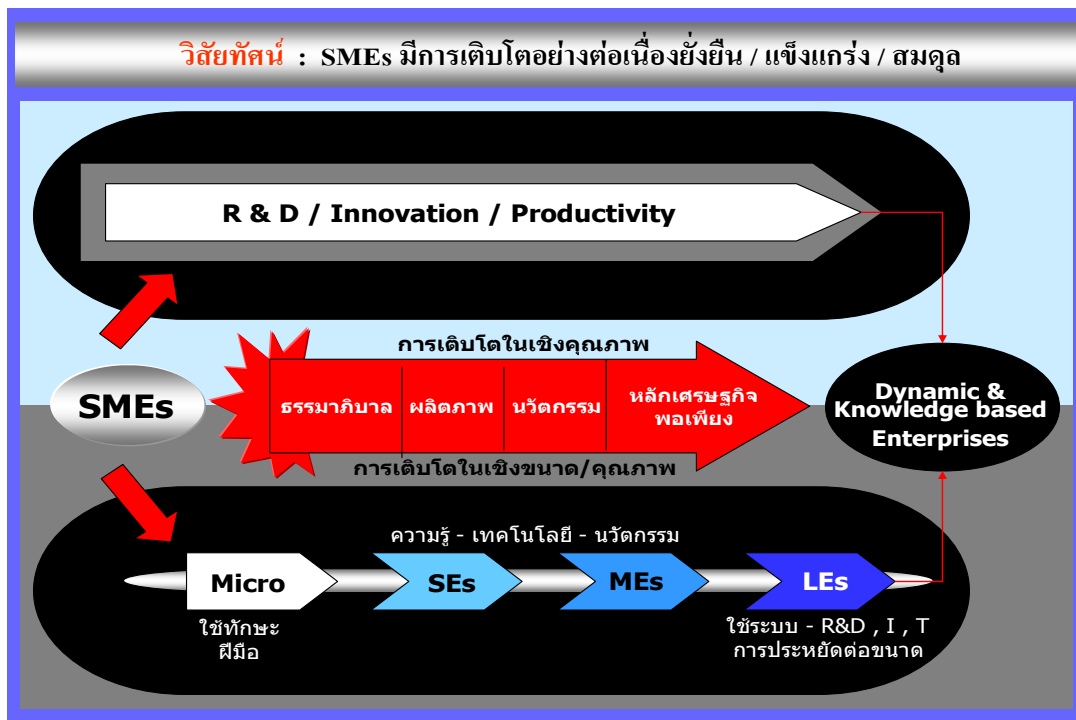 วิสัยทัศน์ : SMEs มีการเติบโตอย่างต่อเนื่องยั่งยืน / แข็งแกร่ง / สมดุล
R & D / Innovation / Productivity
การเติบโตในเชิงคุณภาพ
SMEs
ธรรมาภิบาล
ผลิตภาพ
นวัตกรรม
หลักเศรษฐกิจ
พอเพียง
Dynamic &
Knowledge based
Enterprises
การเติบโตในเชิงขนาด/คุณภาพ
ความรู้ - เทคโนโลยี - นวัตกรรม
Micro
SEs
MEs
LEs
ใช้ทักษะ
ฝีมือ
ใช้ระบบ - R&D , I , T
การประหยัดต่อขนาด